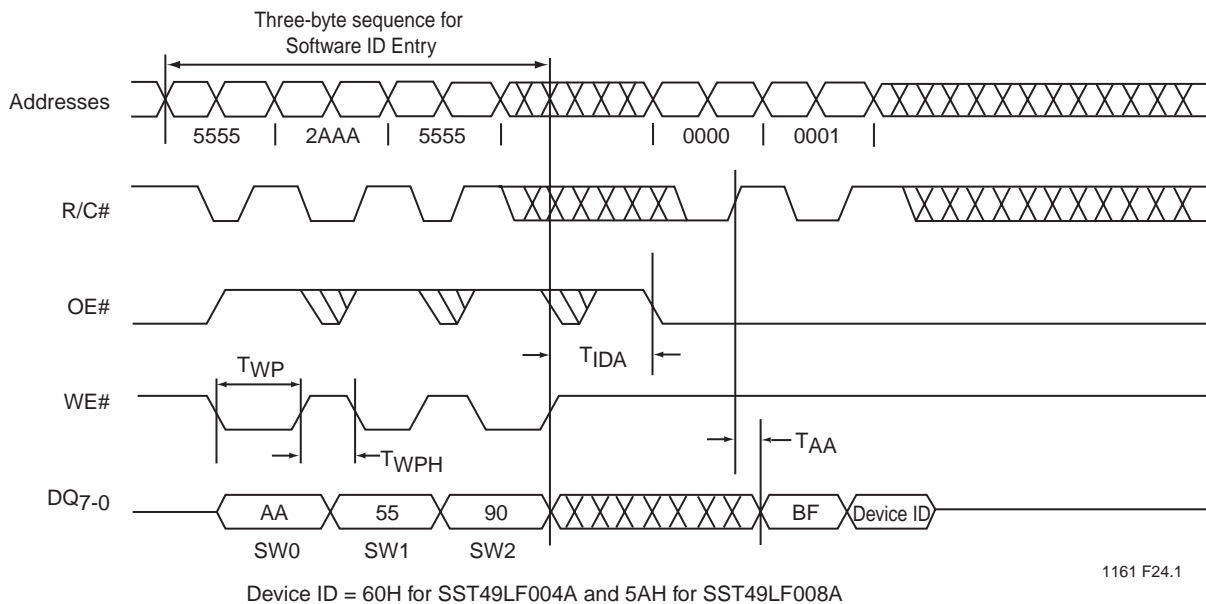 Three-byte sequence for
Software ID Entry
Addresses
5555 2AAA 5555 0000 0001
R/C#
OE#
TIDA
TWP
WE#
TWPH
TAA
DQ7-0
AA 55 90 BF Device ID
SW0 SW1 SW2
1161 F24.1
Device ID = 60H for SST49LF004A and 5AH for SST49LF008A